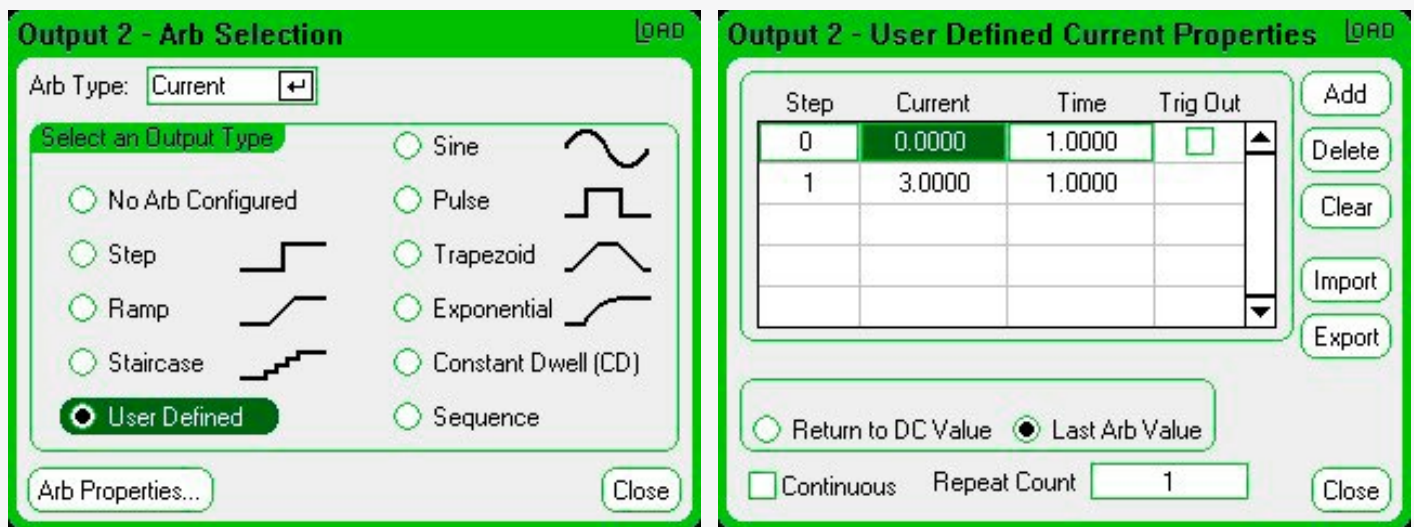 Output 2 - Arb Selection LOAD
Arb Type: Current
Select an Output Type
No Arb Configured
Step
Ramp
Staircase
User Defined
Sine
Pulse
Trapezoid
Exponential
Constant Dwell (CD)
Sequence
Arb Properties... Close
Output 2 - User Defined Current Properties LOAD
Step Current Time Trig Out
0 0.0000 1.0000
1 3.0000 1.0000
Add
Delete
Clear
Import
Export
Return to DC Value Last Arb Value
Continuous Repeat Count 1
Close